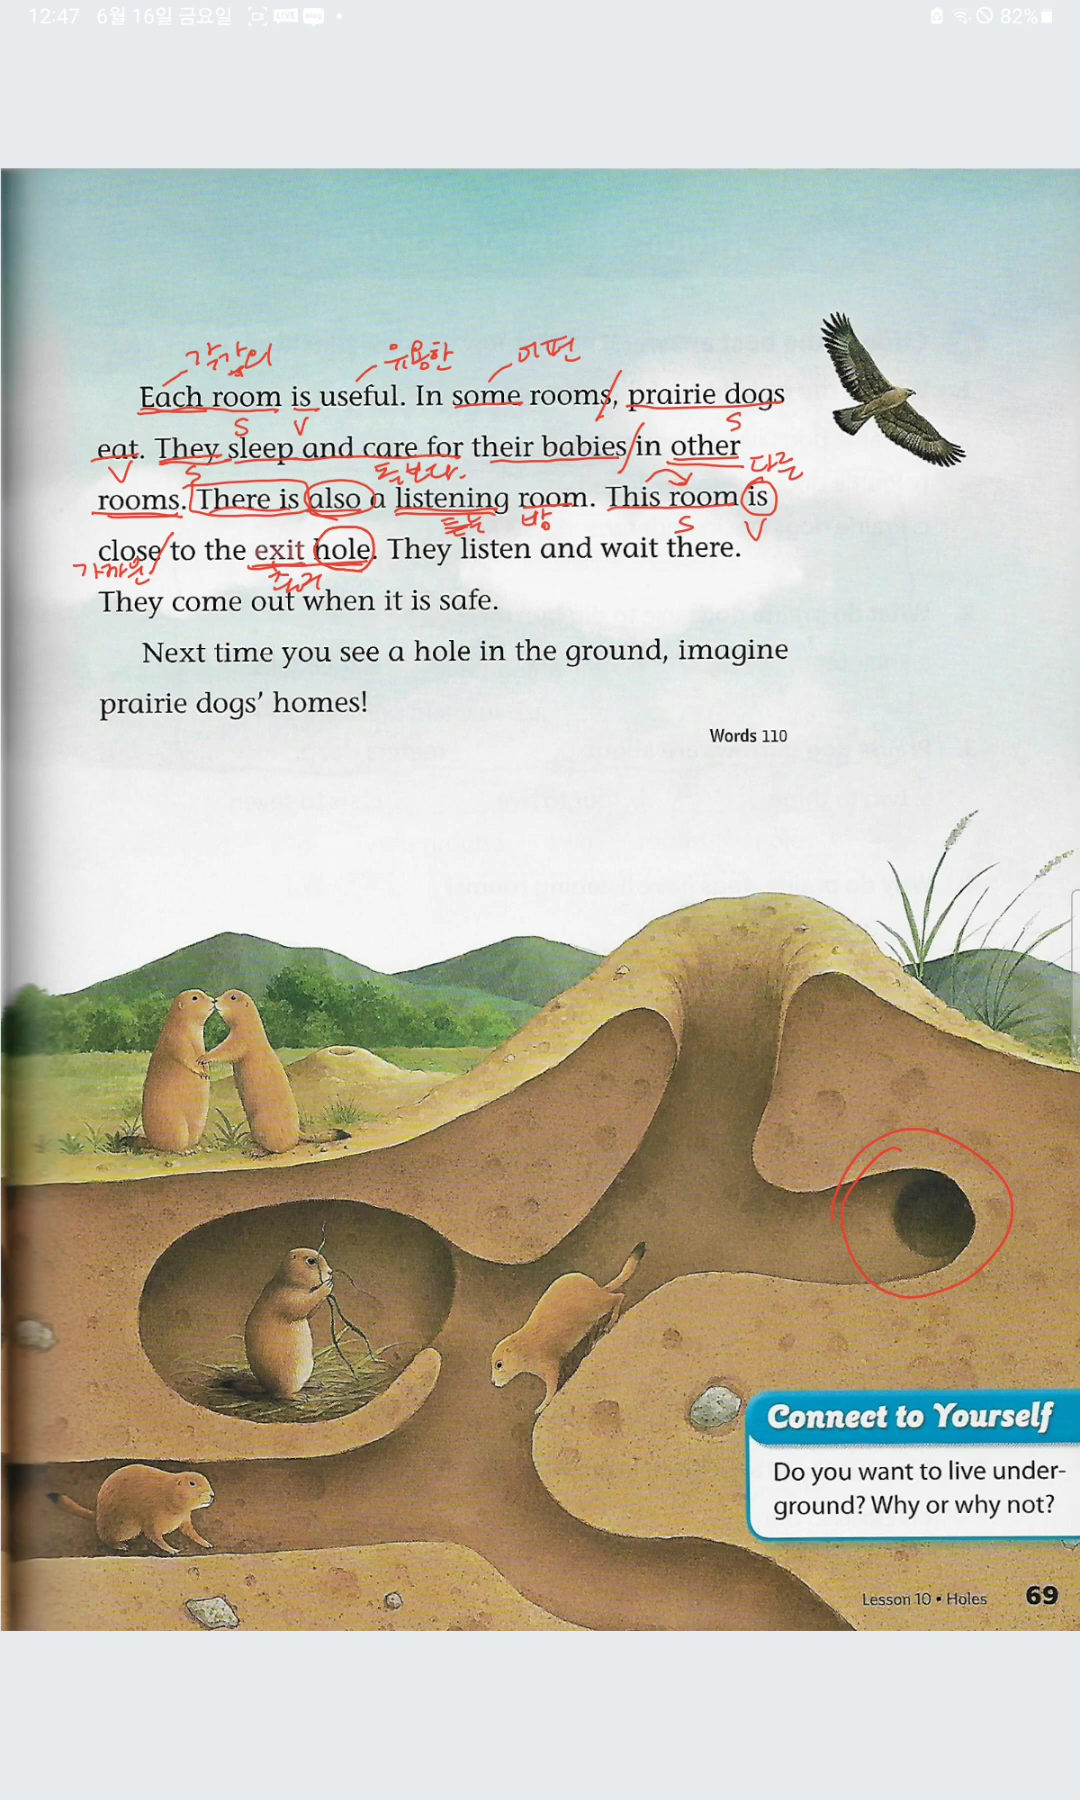 12:47 6월 16일 금요일 LIVE 82%
각각의 유용한 어떤
Each room is useful. In some rooms, prairie dogs
S V S
eat. They sleep and care for their babies in other
V S 돌보다. 다른
rooms. There is also a listening room. This room is
듣는 방 S V
close to the exit hole. They listen and wait there.
가까운
They come out when it is safe.
Next time you see a hole in the ground, imagine
prairie dogs' homes!
Words 110
Connect to Yourself
Do you want to live under-
ground? Why or why not?
Lesson 10 • Holes 69